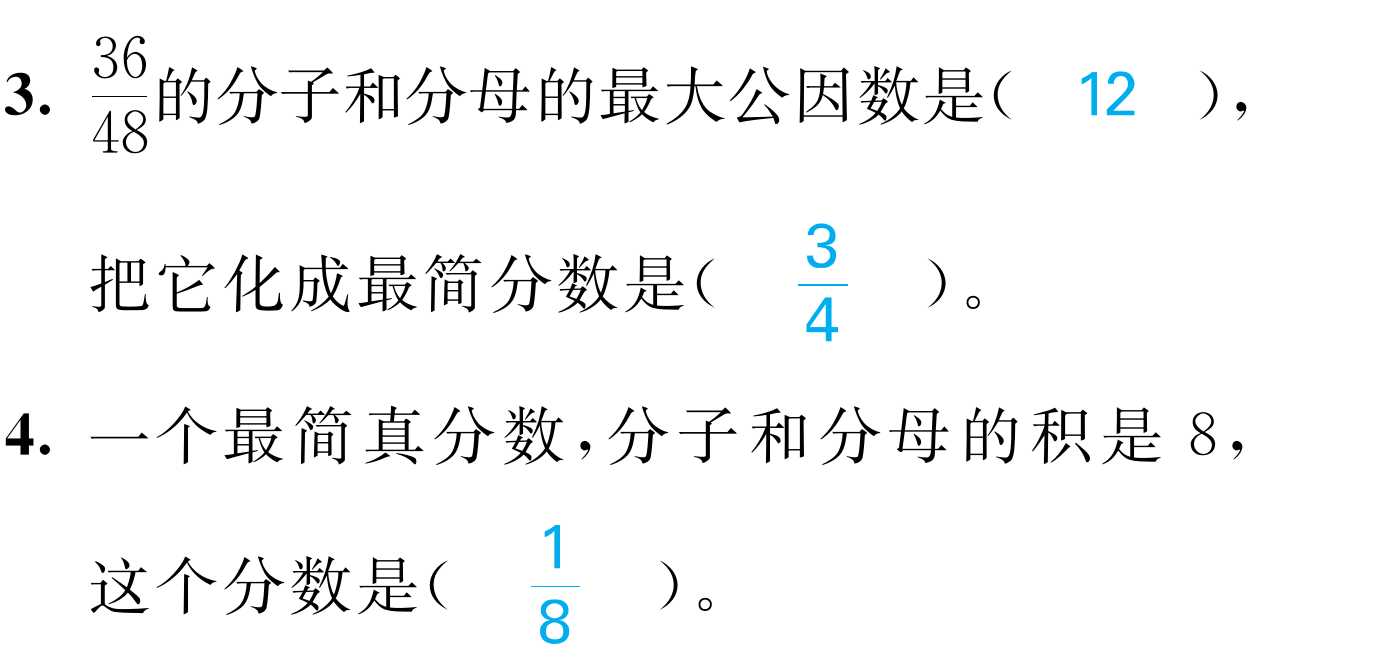 3. 36/48的分子和分母的最大公因数是( 12 ),
把它化成最简分数是( 3/4 )。
4. 一个最简真分数,分子和分母的积是 8,
这个分数是( 1/8 )。